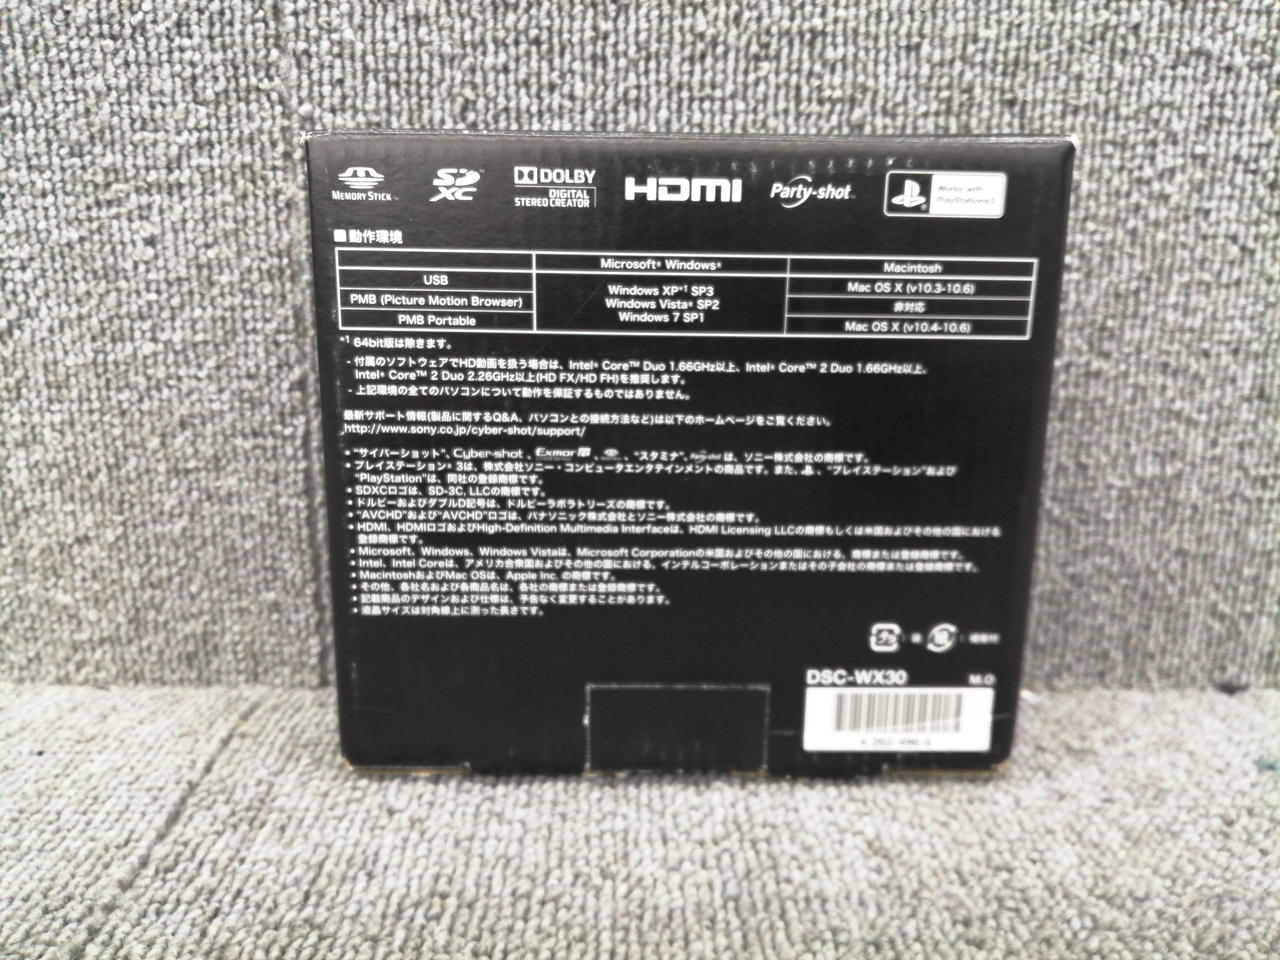 MEMORY STICK™
SD XC™
DOLBY DIGITAL STEREO CREATOR
HDMI
Party-shot™
Works with PlayStation®3
■ 動作環境
Microsoft® Windows® Macintosh
USB Windows XP*1 SP3 Windows Vista® SP2 Windows 7 SP1 Mac OS X (v10.3-10.6)
PMB (Picture Motion Browser) 非対応
PMB Portable Mac OS X (v10.4-10.6)
*1 64bit版は除きます。
- 付属のソフトウェアでHD動画を扱う場合は、Intel® Core™ Duo 1.66GHz以上、Intel® Core™ 2 Duo 1.66GHz以上、
Intel® Core™ 2 Duo 2.26GHz以上(HD FX/HD FH)を推奨します。
- 上記環境の全てのパソコンについて動作を保証するものではありません。
最新サポート情報(製品に関するQ&A、パソコンとの接続方法など)は以下のホームページをご覧ください。
http://www.sony.co.jp/cyber-shot/support/
• "サイバーショット"、Cyber-shot、Exmor R、"スタミナ"、Party-shot は、ソニー株式会社の商標です。
• プレイステーション® 3は、株式会社ソニー・コンピュータエンタテインメントの商品です。また、"プレイステーション"および
"PlayStation"は、同社の登録商標です。
• SDXCロゴは、SD-3C, LLCの商標です。
• ドルビーおよびダブルD記号は、ドルビーラボラトリーズの商標です。
• "AVCHD"および"AVCHD"ロゴは、パナソニック株式会社とソニー株式会社の商標です。
• HDMI、HDMIロゴおよびHigh-Definition Multimedia Interfaceは、HDMI Licensing LLCの商標もしくは米国およびその他の国における
登録商標です。
• Microsoft、Windows、Windows Vistaは、Microsoft Corporationの米国およびその他の国における、商標または登録商標です。
• Intel、Intel Coreは、アメリカ合衆国およびその他の国における、インテルコーポレーションまたはその子会社の商標または登録商標です。
• MacintoshおよびMac OSは、Apple Inc. の商標です。
• その他、各社名および各商品名は、各社の商標または登録商標です。
• 記載商品のデザインおよび仕様は、予告なく変更することがあります。
• 液晶サイズは対角線上に測った長さです。
DSC-WX30 M.O